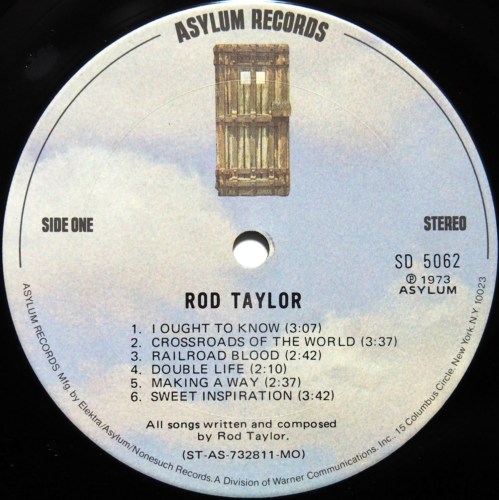 ASYLUM RECORDS
SIDE ONE
STEREO
SD 5062
Ⓟ 1973
ASYLUM
ROD TAYLOR
1. I OUGHT TO KNOW (3:07)
2. CROSSROADS OF THE WORLD (3:37)
3. RAILROAD BLOOD (2:42)
4. DOUBLE LIFE (2:10)
5. MAKING A WAY (2:37)
6. SWEET INSPIRATION (3:42)
All songs written and composed
by Rod Taylor.
(ST-AS-732811-MO)
ASYLUM RECORDS Mfg by Elektra/Asylum/Nonesuch Records. A Division of Warner Communications, Inc. · 15 Columbus Circle, New York, N.Y. 10023